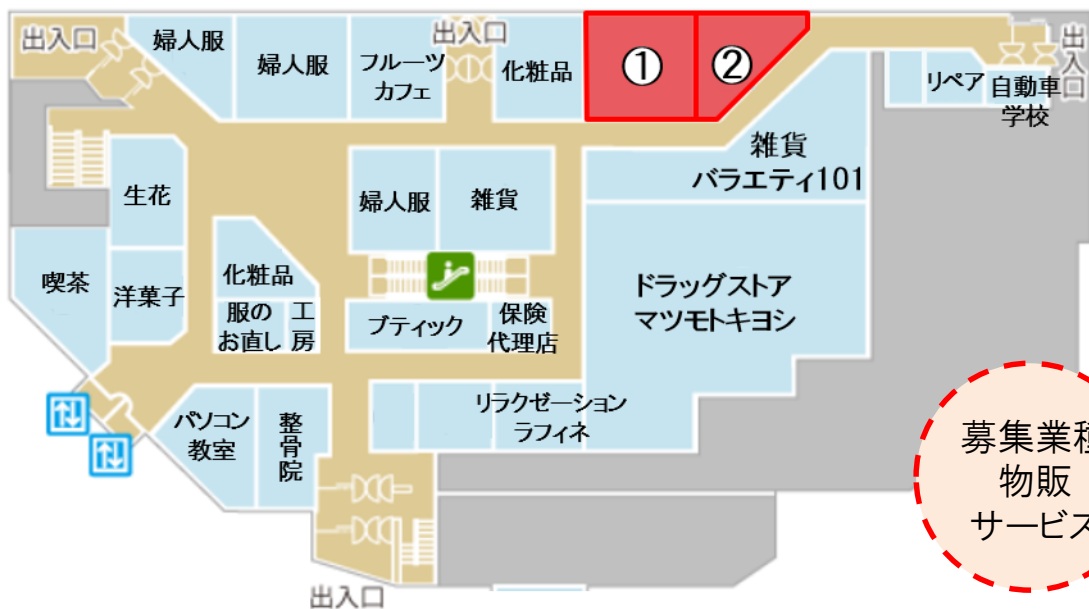 出入口
婦人服
婦人服
フルーツ
カフェ
出入口
化粧品
①
②
出入口
リペア
自動車
学校
雑貨
バラエティ101
生花
婦人服
雑貨
喫茶
洋菓子
化粧品
服の
お直し
工房
ブティック
保険
代理店
ドラッグストア
マツモトキヨシ
パソコン
教室
整骨院
リラクゼーション
ラフィネ
出入口
募集業種
物販
サービス